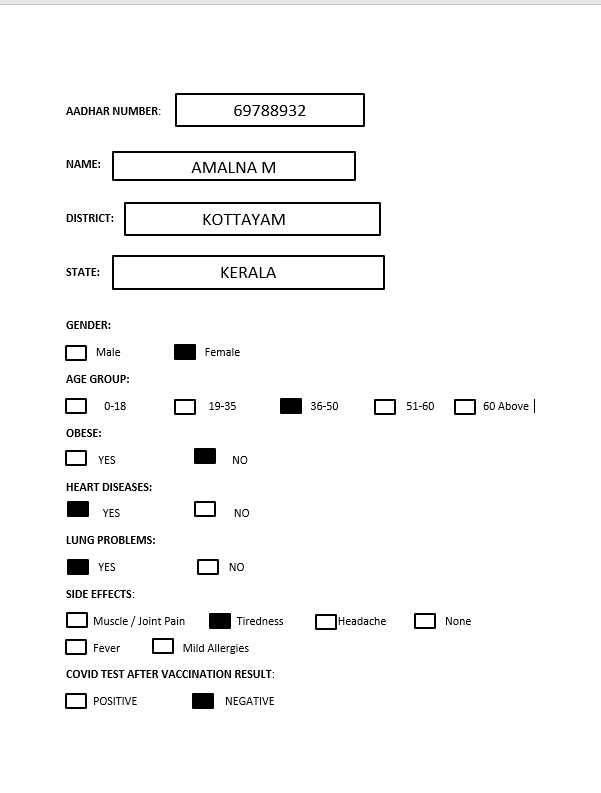 AADHAR NUMBER: 69788932
NAME: AMALNA M
DISTRICT: KOTTAYAM
STATE: KERALA
GENDER:
Male Female
AGE GROUP:
0-18 19-35 36-50 51-60 60 Above
OBESE:
YES NO
HEART DISEASES:
YES NO
LUNG PROBLEMS:
YES NO
SIDE EFFECTS:
Muscle / Joint Pain Tiredness Headache None
Fever Mild Allergies
COVID TEST AFTER VACCINATION RESULT:
POSITIVE NEGATIVE